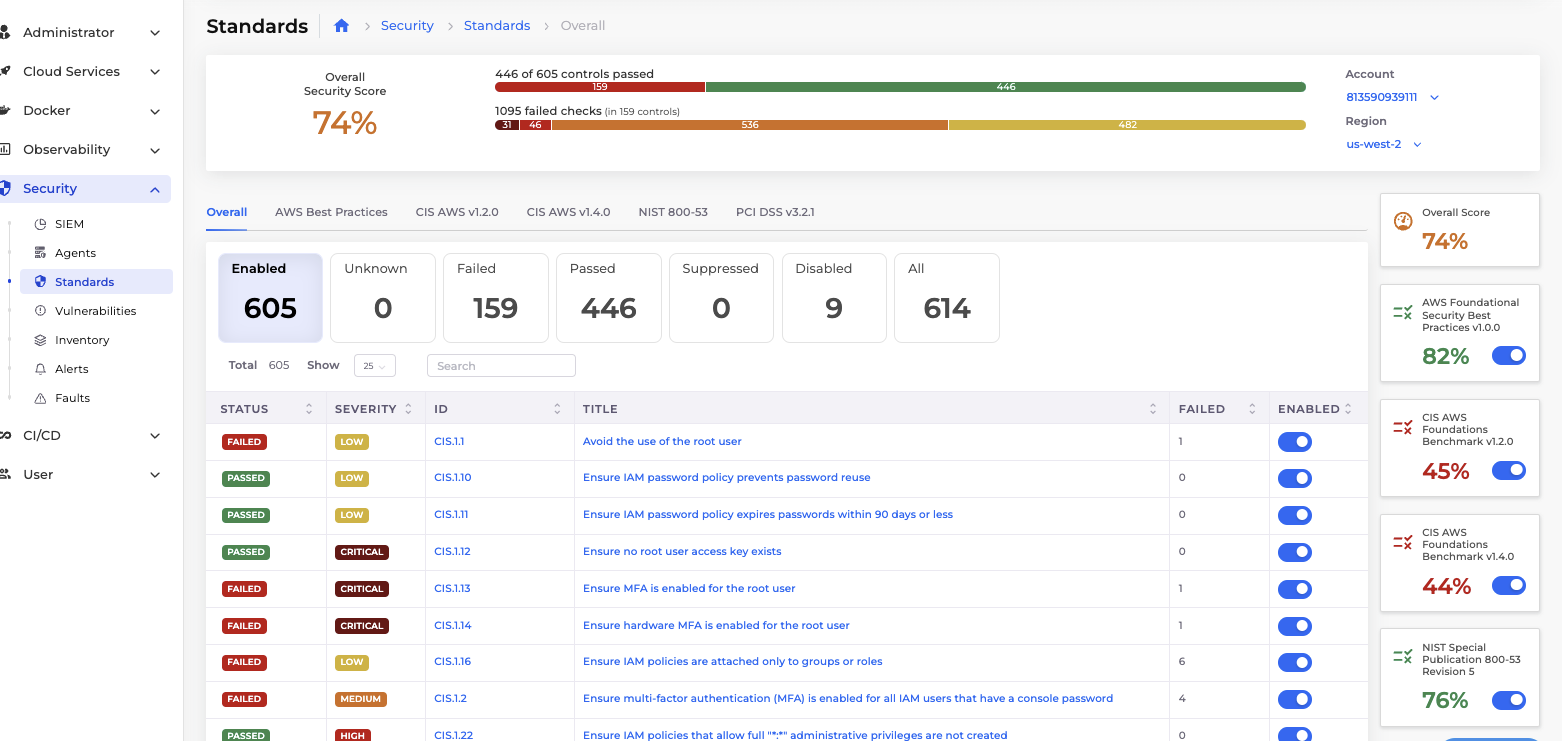 Administrator
Cloud Services
Docker
Observability
Security
SIEM
Agents
Standards
Vulnerabilities
Inventory
Alerts
Faults
CI/CD
User
Standards
Security
Standards
Overall
Overall
Security Score
74%
446 of 605 controls passed
159 446
1095 failed checks (in 159 controls)
31 46 536 482
Account
813590939111
Region
us-west-2
Overall AWS Best Practices CIS AWS v1.2.0 CIS AWS v1.4.0 NIST 800-53 PCI DSS v3.2.1
Enabled Unknown Failed Passed Suppressed Disabled All
605 0 159 446 0 9 614
Total 605 Show 25 Search
STATUS SEVERITY ID TITLE FAILED ENABLED
FAILED LOW CIS.1.1 Avoid the use of the root user 1
PASSED LOW CIS.1.10 Ensure IAM password policy prevents password reuse 0
PASSED LOW CIS.1.11 Ensure IAM password policy expires passwords within 90 days or less 0
PASSED CRITICAL CIS.1.12 Ensure no root user access key exists 0
FAILED CRITICAL CIS.1.13 Ensure MFA is enabled for the root user 1
FAILED CRITICAL CIS.1.14 Ensure hardware MFA is enabled for the root user 1
FAILED LOW CIS.1.16 Ensure IAM policies are attached only to groups or roles 6
FAILED MEDIUM CIS.1.2 Ensure multi-factor authentication (MFA) is enabled for all IAM users that have a console password 4
PASSED HIGH CIS.1.22 Ensure IAM policies that allow full "*:*" administrative privileges are not created 0
Overall Score
74%
AWS Foundational
Security Best
Practices v1.0.0
82%
CIS AWS
Foundations
Benchmark v1.2.0
45%
CIS AWS
Foundations
Benchmark v1.4.0
44%
NIST Special
Publication 800-53
Revision 5
76%